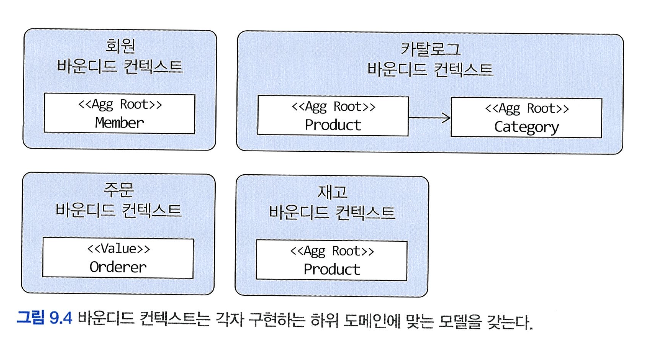 회원
바운디드 컨텍스트
<<Agg Root>>
Member
카탈로그
바운디드 컨텍스트
<<Agg Root>>
Product
<<Agg Root>>
Category
주문
바운디드 컨텍스트
<<Value>>
Orderer
재고
바운디드 컨텍스트
<<Agg Root>>
Product
그림 9.4 바운디드 컨텍스트는 각자 구현하는 하위 도메인에 맞는 모델을 갖는다.